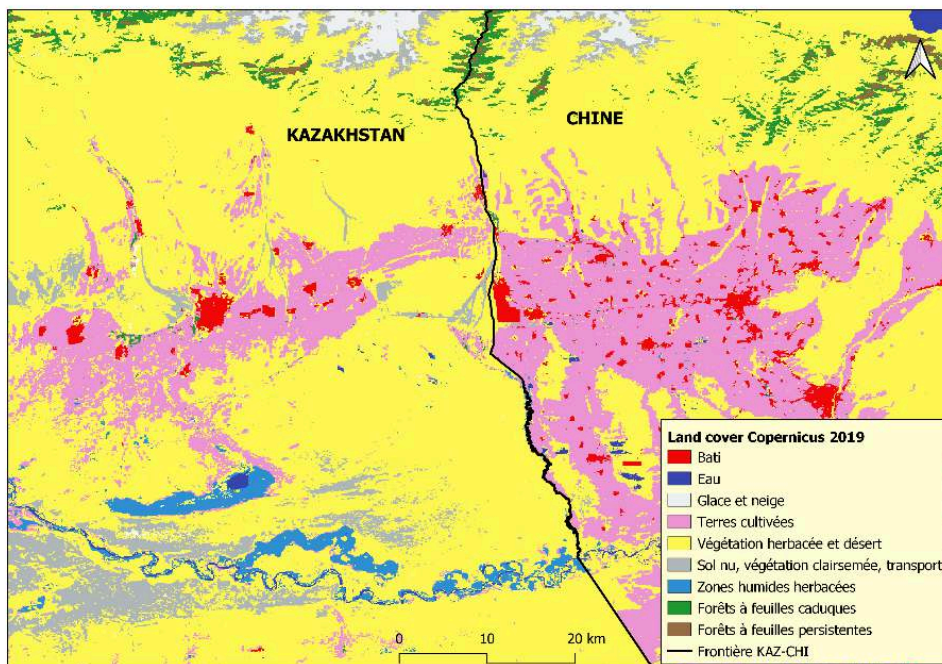 KAZAKHSTAN
CHINE
Land cover Copernicus 2019
Bati
Eau
Glace et neige
Terres cultivées
Végétation herbacée et désert
Sol nu, végétation clairsemée, transport
Zones humides herbacées
Forêts à feuilles caduques
Forêts à feuilles persistentes
Frontière KAZ-CHI
0 10 20 km